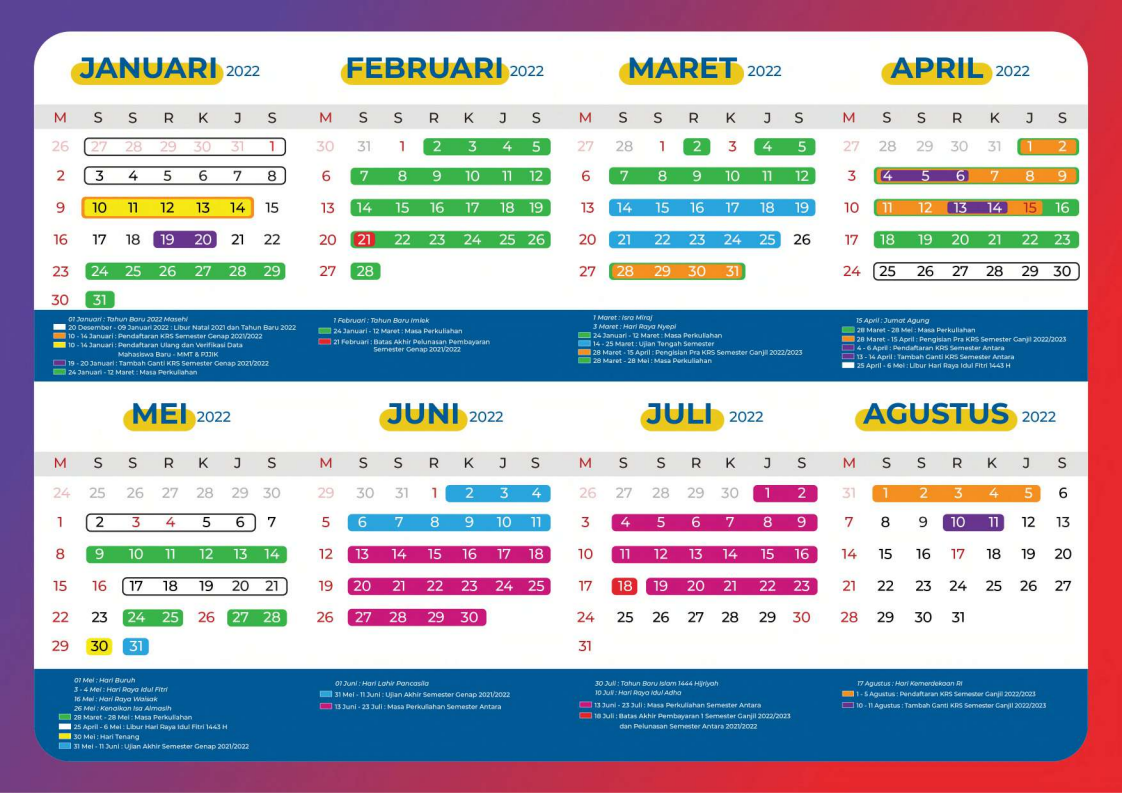 JANUARI 2022
M S S R K J S
26 27 28 29 30 31 1
2 3 4 5 6 7 8
9 10 11 12 13 14 15
16 17 18 19 20 21 22
23 24 25 26 27 28 29
30 31
01 Januari : Tahun Baru 2022 Masehi
20 Desember - 09 Januari 2022 : Libur Natal 2021 dan Tahun Baru 2022
10 - 14 Januari : Pendaftaran KRS Semester Genap 2021/2022
10 - 14 Januari : Pendaftaran Ulang dan Verifikasi Data
Mahasiswa Baru - MMT & PJJIK
19 - 20 Januari : Tambah Ganti KRS Semester Genap 2021/2022
24 Januari - 12 Maret : Masa Perkuliahan
FEBRUARI 2022
M S S R K J S
30 31 1 2 3 4 5
6 7 8 9 10 11 12
13 14 15 16 17 18 19
20 21 22 23 24 25 26
27 28
1 Februari : Tahun Baru Imlek
24 Januari - 12 Maret : Masa Perkuliahan
21 Februari : Batas Akhir Pelunasan Pembayaran
Semester Genap 2021/2022
MARET 2022
M S S R K J S
27 28 1 2 3 4 5
6 7 8 9 10 11 12
13 14 15 16 17 18 19
20 21 22 23 24 25 26
27 28 29 30 31
1 Maret : Isra Miraj
3 Maret : Hari Raya Nyepi
24 Januari - 12 Maret : Masa Perkuliahan
14 - 25 Maret : Ujian Tengah Semester
28 Maret - 15 April : Pengisian Pra KRS Semester Ganjil 2022/2023
28 Maret - 28 Mei : Masa Perkuliahan
APRIL 2022
M S S R K J S
27 28 29 30 31 1 2
3 4 5 6 7 8 9
10 11 12 13 14 15 16
17 18 19 20 21 22 23
24 25 26 27 28 29 30
15 April : Jumat Agung
28 Maret - 28 Mei : Masa Perkuliahan
28 Maret - 15 April : Pengisian Pra KRS Semester Ganjil 2022/2023
4 - 6 April : Pendaftaran KRS Semester Antara
13 - 14 April : Tambah Ganti KRS Semester Antara
25 April - 6 Mei : Libur Hari Raya Idul Fitri 1443 H
MEI 2022
M S S R K J S
24 25 26 27 28 29 30
1 2 3 4 5 6 7
8 9 10 11 12 13 14
15 16 17 18 19 20 21
22 23 24 25 26 27 28
29 30 31
01 Mei : Hari Buruh
3 - 4 Mei : Hari Raya Idul Fitri
16 Mei : Hari Raya Waisak
26 Mei : Kenaikan Isa Almasih
28 Maret - 28 Mei : Masa Perkuliahan
25 April - 6 Mei : Libur Hari Raya Idul Fitri 1443 H
30 Mei : Hari Tenang
31 Mei - 11 Juni : Ujian Akhir Semester Genap 2021/2022
JUNI 2022
M S S R K J S
29 30 31 1 2 3 4
5 6 7 8 9 10 11
12 13 14 15 16 17 18
19 20 21 22 23 24 25
26 27 28 29 30
01 Juni : Hari Lahir Pancasila
31 Mei - 11 Juni : Ujian Akhir Semester Genap 2021/2022
13 Juni - 23 Juli : Masa Perkuliahan Semester Antara
JULI 2022
M S S R K J S
26 27 28 29 30 1 2
3 4 5 6 7 8 9
10 11 12 13 14 15 16
17 18 19 20 21 22 23
24 25 26 27 28 29 30
31
30 Juli : Tahun Baru Islam 1444 Hijriyah
10 Juli : Hari Raya Idul Adha
13 Juni - 23 Juli : Masa Perkuliahan Semester Antara
18 Juli : Batas Akhir Pembayaran 1 Semester Ganjil 2022/2023
dan Pelunasan Semester Antara 2021/2022
AGUSTUS 2022
M S S R K J S
31 1 2 3 4 5 6
7 8 9 10 11 12 13
14 15 16 17 18 19 20
21 22 23 24 25 26 27
28 29 30 31
17 Agustus : Hari Kemerdekaan RI
1 - 5 Agustus : Pendaftaran KRS Semester Ganjil 2022/2023
10 - 11 Agustus : Tambah Ganti KRS Semester Ganjil 2022/2023